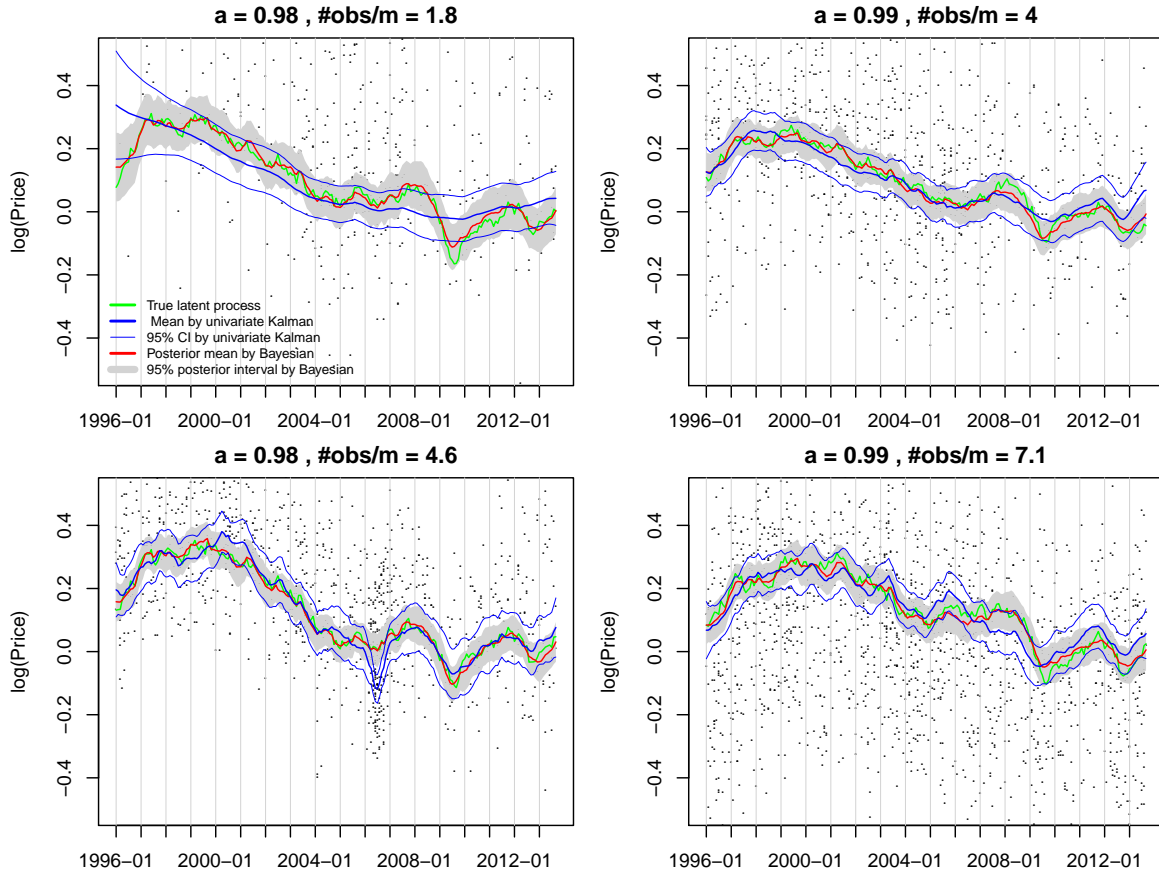 a = 0.98 , #obs/m = 1.8
log(Price)
0.4
0.2
0.0
−0.2
−0.4
True latent process
Mean by univariate Kalman
95% CI by univariate Kalman
Posterior mean by Bayesian
95% posterior interval by Bayesian
1996−01 2000−01 2004−01 2008−01 2012−01
a = 0.99 , #obs/m = 4
log(Price)
0.4
0.2
0.0
−0.2
−0.4
1996−01 2000−01 2004−01 2008−01 2012−01
a = 0.98 , #obs/m = 4.6
log(Price)
0.4
0.2
0.0
−0.2
−0.4
1996−01 2000−01 2004−01 2008−01 2012−01
a = 0.99 , #obs/m = 7.1
log(Price)
0.4
0.2
0.0
−0.2
−0.4
1996−01 2000−01 2004−01 2008−01 2012−01